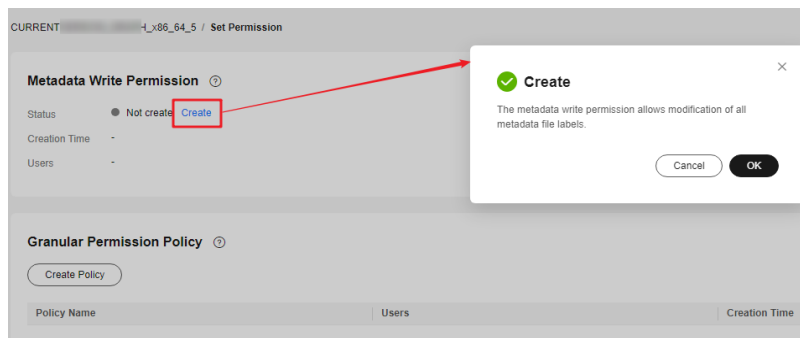 CURRENT _x86_64_5 / Set Permission
Metadata Write Permission ?
Status Not create Create
Creation Time -
Users -
Create
The metadata write permission allows modification of all
metadata file labels.
Cancel OK
Granular Permission Policy ?
Create Policy
Policy Name Users Creation Time